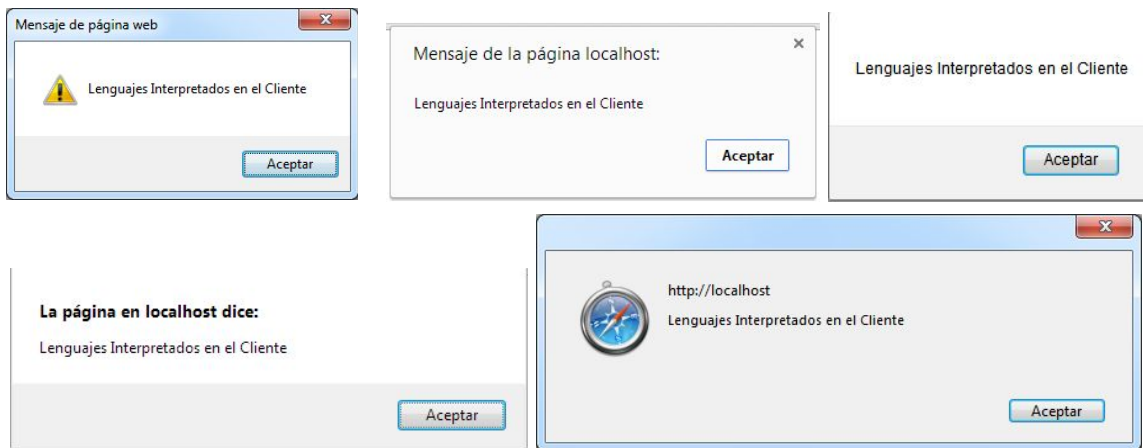 Mensaje de página web
Lenguajes Interpretados en el Cliente
Aceptar
Mensaje de la página localhost:
Lenguajes Interpretados en el Cliente
Aceptar
Lenguajes Interpretados en el Cliente
Aceptar
La página en localhost dice:
Lenguajes Interpretados en el Cliente
Aceptar
http://localhost
Lenguajes Interpretados en el Cliente
Aceptar